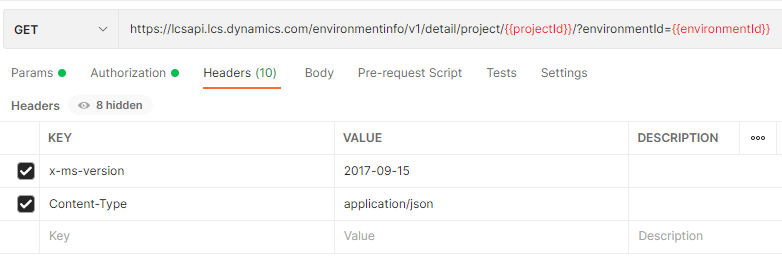 GET https://lcsapi.lcs.dynamics.com/environmentinfo/v1/detail/project/{{projectId}}/?environmentId={{environmentId}}
Params Authorization Headers (10) Body Pre-request Script Tests Settings
Headers 8 hidden
KEY VALUE DESCRIPTION
x-ms-version 2017-09-15
Content-Type application/json
Key Value Description